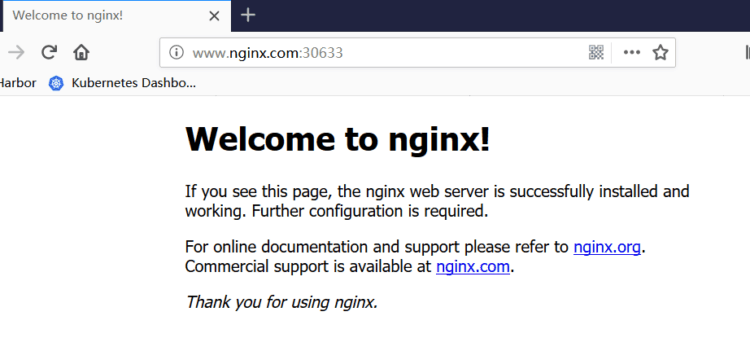 Welcome to nginx!
www.nginx.com:30633
Harbor Kubernetes Dashbo...
Welcome to nginx!
If you see this page, the nginx web server is successfully installed and
working. Further configuration is required.
For online documentation and support please refer to nginx.org.
Commercial support is available at nginx.com.
Thank you for using nginx.